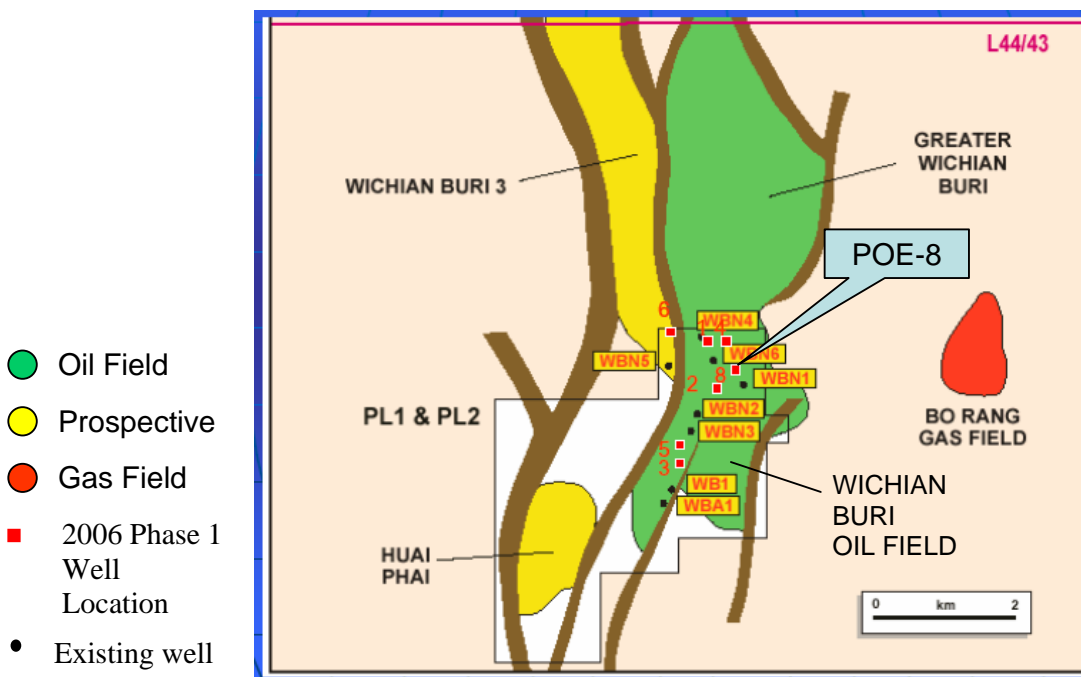 L44/43
GREATER
WICHIAN
BURI
WICHIAN BURI 3
POE-8
6
WBN4
1 4
WBN5
WBN6
8
2
WBN1
PL1 & PL2
WBN2
WBN3
BO RANG
GAS FIELD
5
3
WB1
WBA1
WICHIAN
BURI
OIL FIELD
HUAI
PHAI
0 km 2
Oil Field
Prospective
Gas Field
2006 Phase 1
Well
Location
Existing well